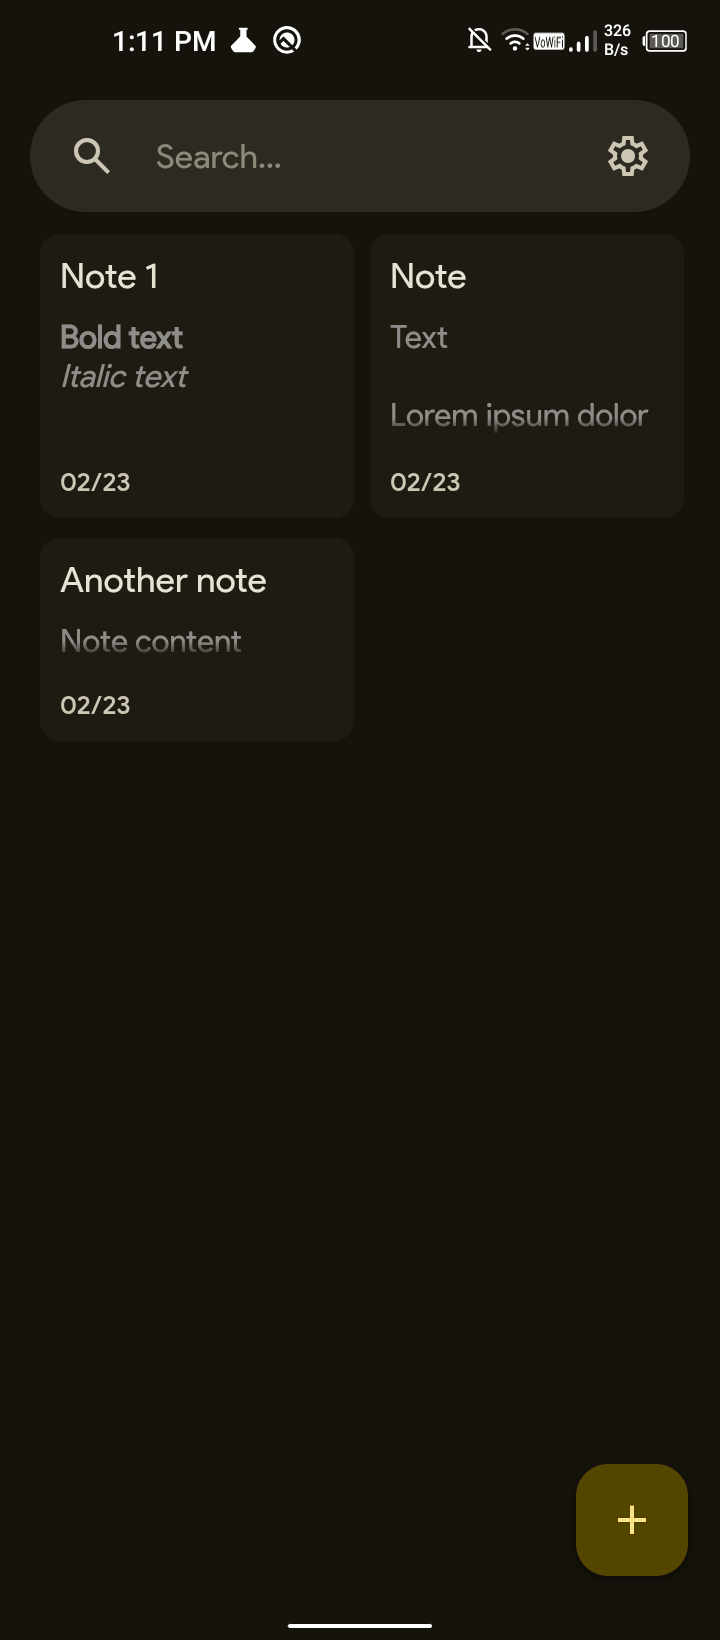 1:11 PM
VoWiFi
326
B/s
100
Search...
Note 1
Bold text
Italic text
02/23
Note
Text
Lorem ipsum dolor
02/23
Another note
Note content
02/23